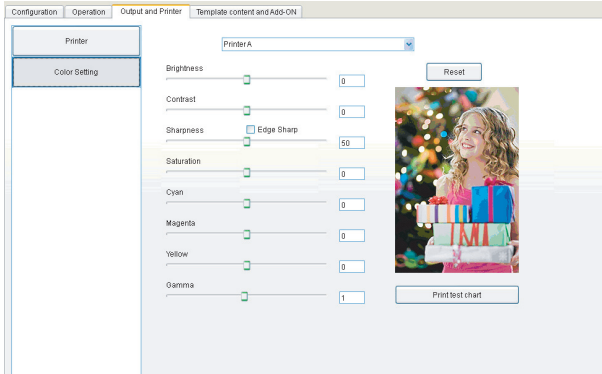 Configuration
Operation
Output and Printer
Template content and Add-ON
Printer
Color Setting
PrinterA
Reset
Brightness
0
Contrast
0
Sharpness
Edge Sharp
50
Saturation
0
Cyan
0
Magenta
0
Yellow
0
Gamma
1
Print test chart